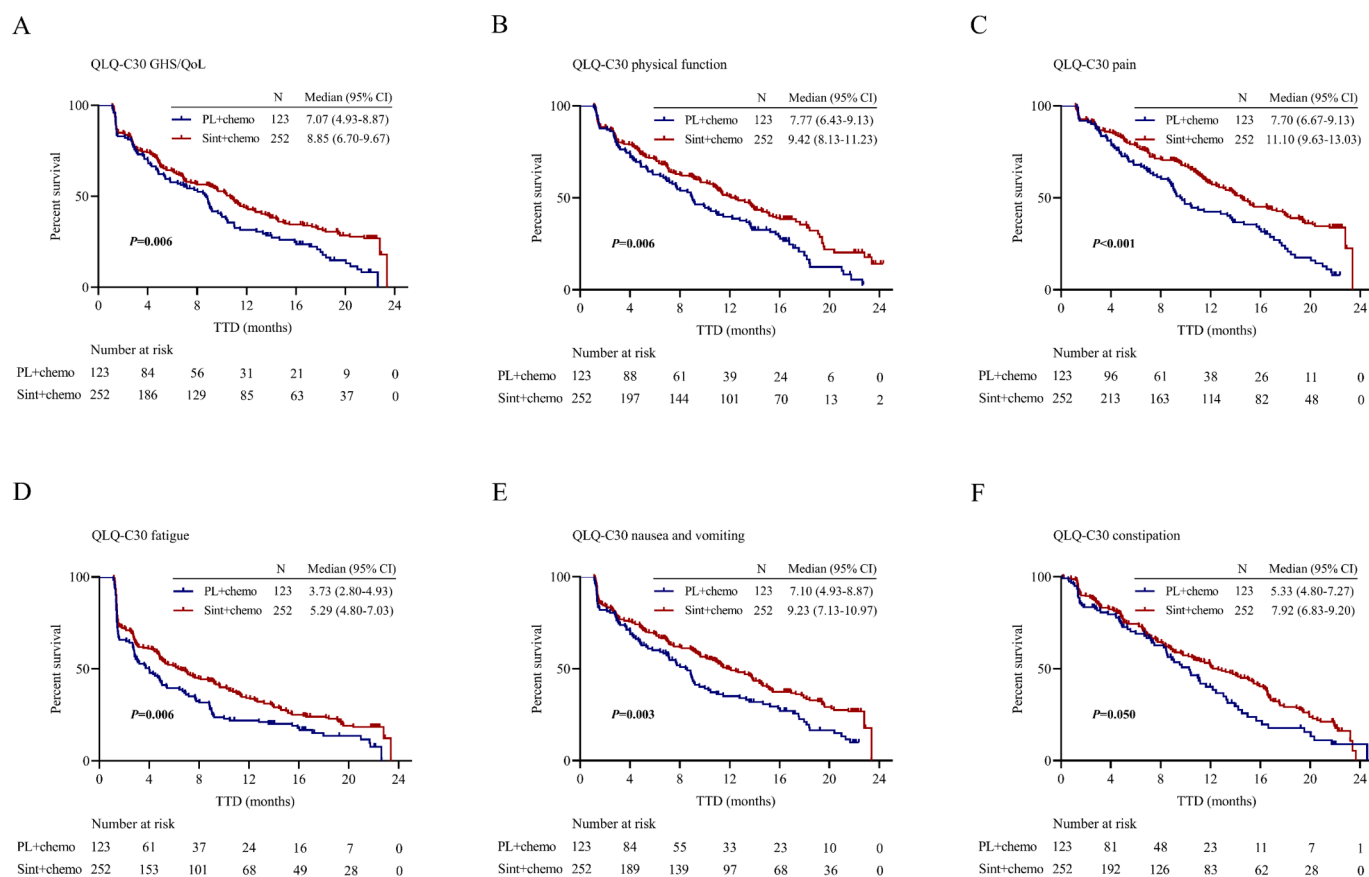 A
QLQ-C30 GHS/QoL
N Median (95% CI)
PL+chemo 123 7.07 (4.93-8.87)
Sint+chemo 252 8.85 (6.70-9.67)
100
50
0
Percent survival
P=0.006
0 4 8 12 16 20 24
TTD (months)
Number at risk
PL+chemo 123 84 56 31 21 9 0
Sint+chemo 252 186 129 85 63 37 0
B
QLQ-C30 physical function
N Median (95% CI)
PL+chemo 123 7.77 (6.43-9.13)
Sint+chemo 252 9.42 (8.13-11.23)
100
50
0
Percent survival
P=0.006
0 4 8 12 16 20 24
TTD (months)
Number at risk
PL+chemo 123 88 61 39 24 6 0
Sint+chemo 252 197 144 101 70 13 2
C
QLQ-C30 pain
N Median (95% CI)
PL+chemo 123 7.70 (6.67-9.13)
Sint+chemo 252 11.10 (9.63-13.03)
100
50
0
Percent survival
P<0.001
0 4 8 12 16 20 24
TTD (months)
Number at risk
PL+chemo 123 96 61 38 26 11 0
Sint+chemo 252 213 163 114 82 48 0
D
QLQ-C30 fatigue
N Median (95% CI)
PL+chemo 123 3.73 (2.80-4.93)
Sint+chemo 252 5.29 (4.80-7.03)
100
50
0
Percent survival
P=0.006
0 4 8 12 16 20 24
TTD (months)
Number at risk
PL+chemo 123 61 37 24 16 7 0
Sint+chemo 252 153 101 68 49 28 0
E
QLQ-C30 nausea and vomiting
N Median (95% CI)
PL+chemo 123 7.10 (4.93-8.87)
Sint+chemo 252 9.23 (7.13-10.97)
100
50
0
Percent survival
P=0.003
0 4 8 12 16 20 24
TTD (months)
Number at risk
PL+chemo 123 84 55 33 23 10 0
Sint+chemo 252 189 139 97 68 36 0
F
QLQ-C30 constipation
N Median (95% CI)
PL+chemo 123 5.33 (4.80-7.27)
Sint+chemo 252 7.92 (6.83-9.20)
100
50
0
Percent survival
P=0.050
0 4 8 12 16 20 24
TTD (months)
Number at risk
PL+chemo 123 81 48 23 11 7 1
Sint+chemo 252 192 126 83 62 28 0